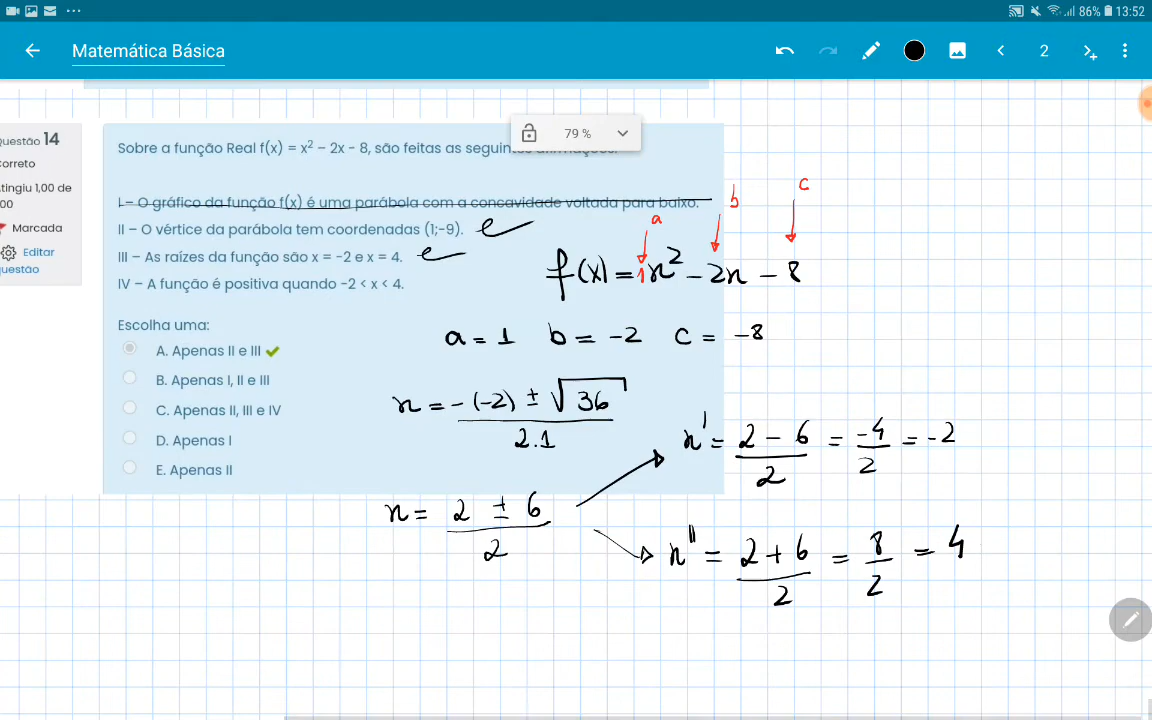 86% 13:52
Matemática Básica
2
79 %
Questão 14
Correto
Atingiu 1,00 de
1,00
Marcada
Editar
questão
Sobre a função Real f(x) = x² – 2x - 8, são feitas as seguintes afirmações:
I – O gráfico da função f(x) é uma parábola com a concavidade voltada para baixo.
II – O vértice da parábola tem coordenadas (1;-9).
III – As raízes da função são x = -2 e x = 4.
IV – A função é positiva quando -2 < x < 4.
Escolha uma:
A. Apenas II e III
B. Apenas I, II e III
C. Apenas II, III e IV
D. Apenas I
E. Apenas II
a b c
f(x) = 1x² - 2x - 8
a = 1 b = -2 c = -8
x = -(-2) ± √36 / 2.1
x = 2 ± 6 / 2
x' = 2 - 6 / 2 = -4 / 2 = -2
x'' = 2 + 6 / 2 = 8 / 2 = 4